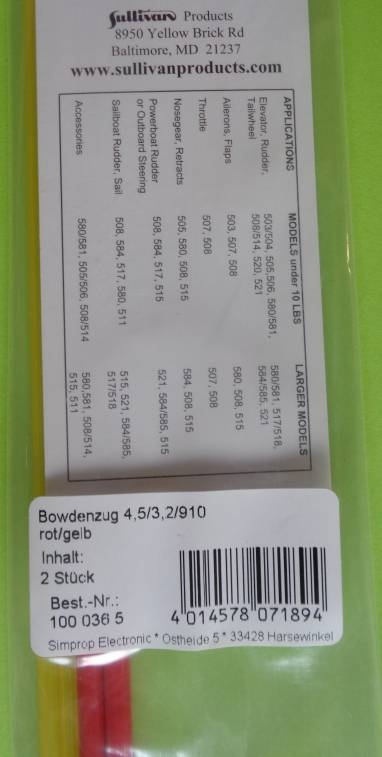 Sullivan Products
8950 Yellow Brick Rd
Baltimore, MD 21237
www.sullivanproducts.com
APPLICATIONS MODELS under 10 LBS LARGER MODELS
Elevator, Rudder, 503/504, 505,506, 580/581, 580/581, 517/518,
Tailwheel 508/514, 520, 521 584/585, 521
Ailerons, Flaps 503, 507, 508 580, 508, 515
Throttle 507, 508 507, 508
Nosegear, Retracts 505, 580, 508, 515 584, 508, 515
Powerboat Rudder 508, 584, 517, 515 521, 584/585, 515
or Outboard Steering
Sailboat Rudder, Sail 508, 584, 517, 580, 511 515, 521, 584/585,
517/518
Accessories 580/581, 505/506, 508/514 580,581, 508/514,
515, 511
Bowdenzug 4,5/3,2/910
rot/gelb
Inhalt:
2 Stück
Best.-Nr.:
100 036 5
4 014578 071894
Simprop Electronic * Ostheide 5 * 33428 Harsewinkel